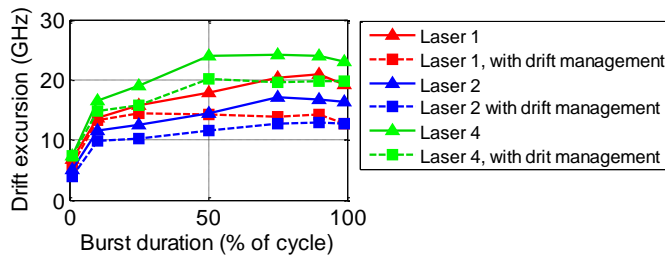 30
20
10
0
0
50
100
Drift excursion (GHz)
Burst duration (% of cycle)
Laser 1
Laser 1, with drift management
Laser 2
Laser 2 with drift management
Laser 4
Laser 4, with drit management